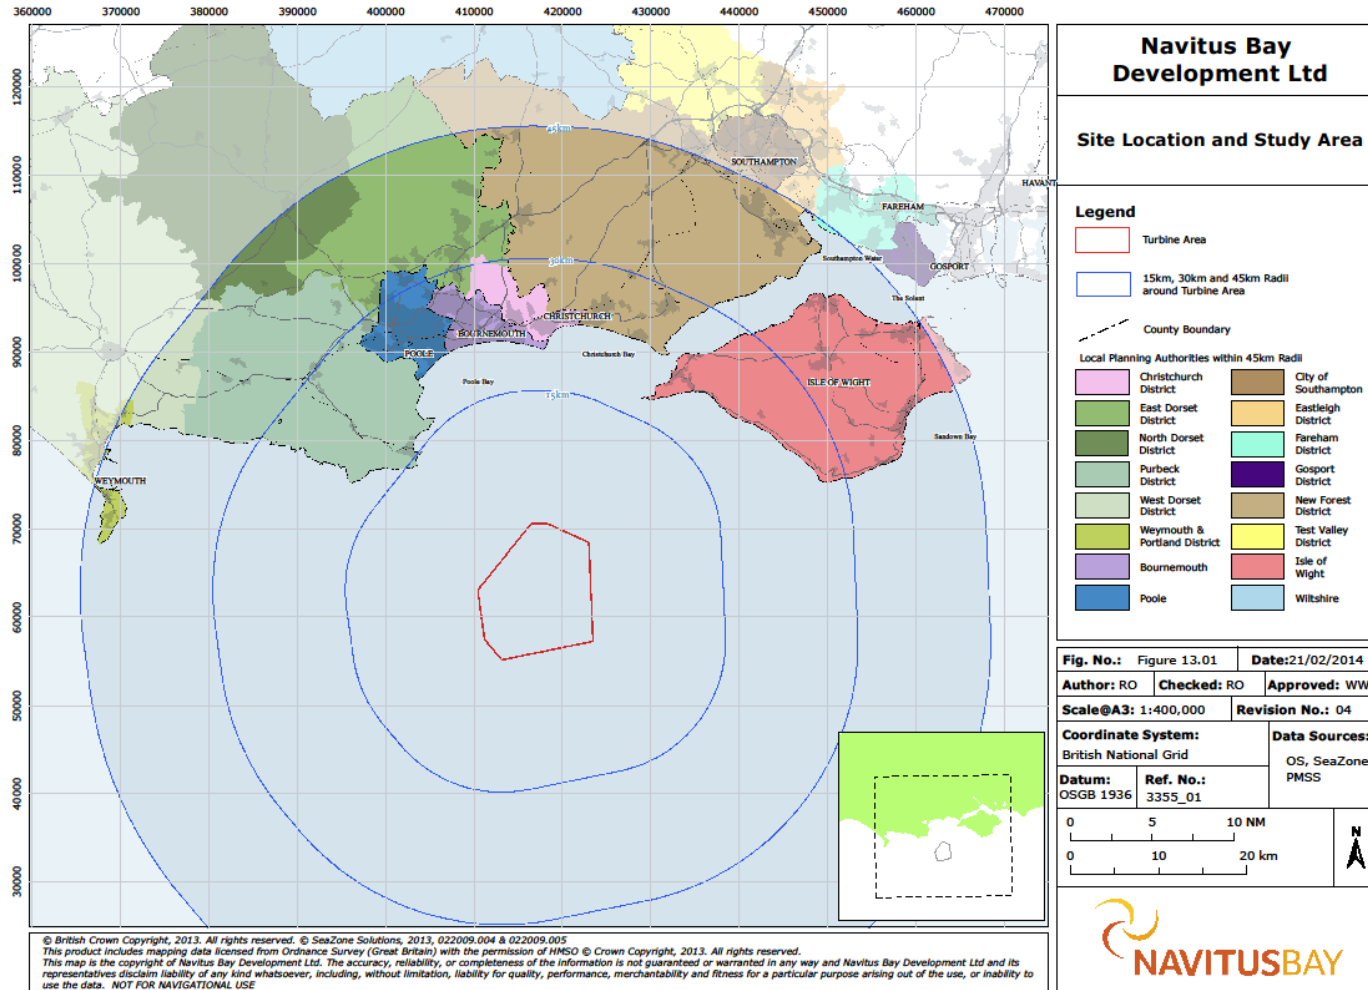 360000 370000 380000 390000 400000 410000 420000 430000 440000 450000 460000 470000
120000
110000
100000
90000
80000
70000
60000
50000
40000
30000
45km
SOUTHAMPTON
HAVANT
FAREHAM
Southampton Water
30km
GOSPORT
The Solent
CHRISTCHURCH
BOURNEMOUTH
POOLE
Christchurch Bay
Poole Bay
ISLE OF WIGHT
15km
Sandown Bay
WEYMOUTH
Navitus Bay
Development Ltd
Site Location and Study Area
Legend
Turbine Area
15km, 30km and 45km Radii
around Turbine Area
County Boundary
Local Planning Authorities within 45km Radii
Christchurch
District
City of
Southampton
East Dorset
District
Eastleigh
District
North Dorset
District
Fareham
District
Purbeck
District
Gosport
District
West Dorset
District
New Forest
District
Weymouth &
Portland District
Test Valley
District
Bournemouth
Isle of
Wight
Poole
Wiltshire
Fig. No.: Figure 13.01
Date:21/02/2014
Author: RO
Checked: RO
Approved: WW
Scale@A3: 1:400,000
Revision No.: 04
Coordinate System:
British National Grid
Data Sources:
OS, SeaZone
PMSS
Datum:
OSGB 1936
Ref. No.:
3355_01
0 5 10 NM
0 10 20 km
N
NAVITUSBAY
© British Crown Copyright, 2013. All rights reserved. © SeaZone Solutions, 2013, 022009.004 & 022009.005
This product includes mapping data licensed from Ordnance Survey (Great Britain) with the permission of HMSO © Crown Copyright, 2013. All rights reserved.
This map is the copyright of Navitus Bay Development Ltd. The accuracy, reliability, or completeness of the information is not guaranteed or warranted in any way and Navitus Bay Development Ltd and its
representatives disclaim liability of any kind whatsoever, including, without limitation, liability for quality, performance, merchantability and fitness for a particular purpose arising out of the use, or inability to
use the data. NOT FOR NAVIGATIONAL USE